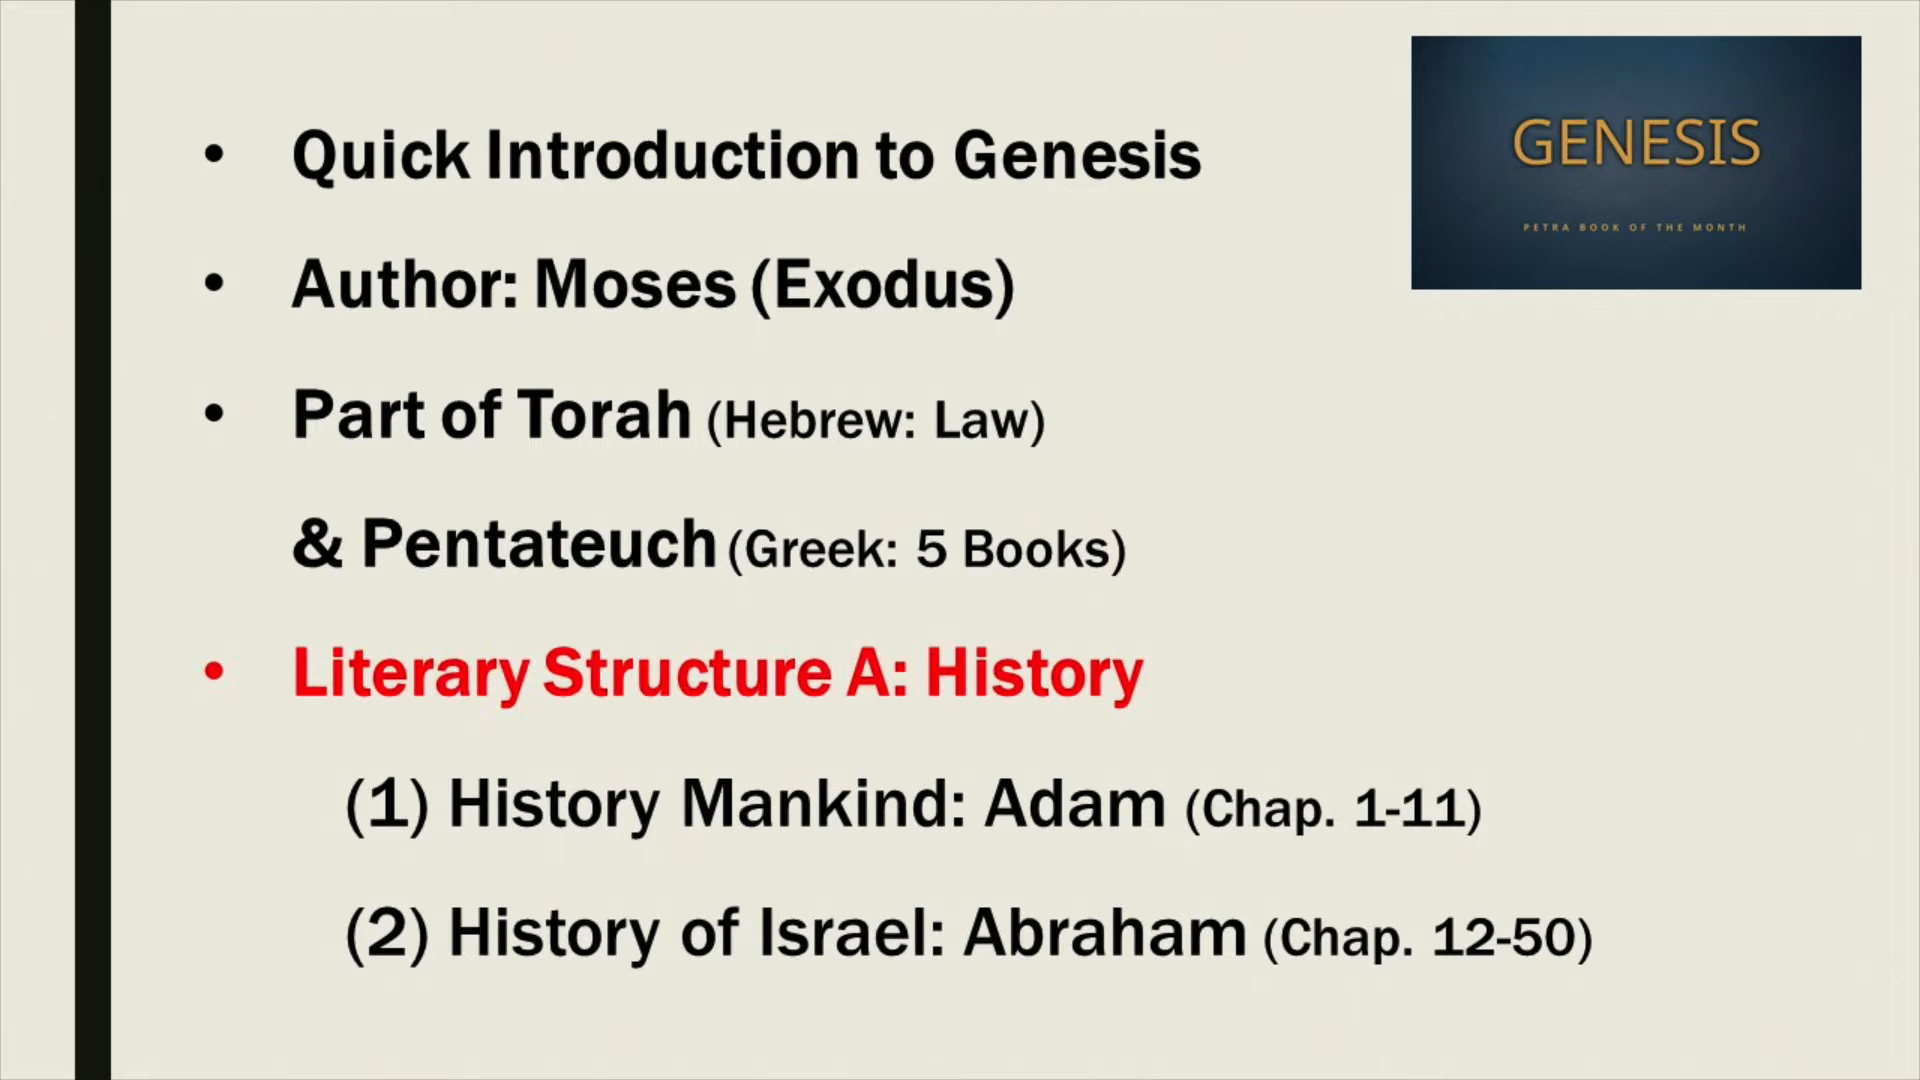 • Quick Introduction to Genesis
• Author: Moses (Exodus)
• Part of Torah (Hebrew: Law)
& Pentateuch (Greek: 5 Books)
• Literary Structure A: History
(1) History Mankind: Adam (Chap. 1-11)
(2) History of Israel: Abraham (Chap. 12-50)
GENESIS
PETRA BOOK OF THE MONTH